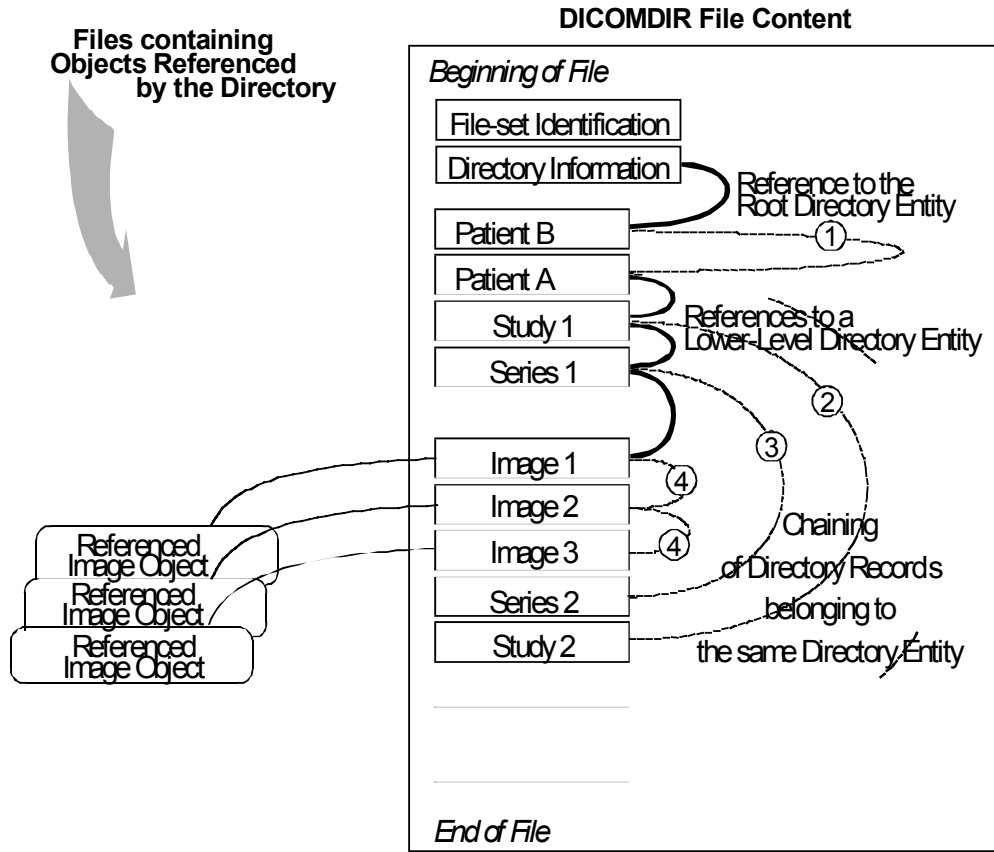 DICOMDIR File Content
Files containing
Objects Referenced
by the Directory
Beginning of File
File-set Identification
Directory Information
Reference to the
Root Directory Entity
Patient B
1
Patient A
Study 1
References to a
Lower-Level Directory Entity
Series 1
2
3
Image 1
4
Image 2
Chaining
Image 3
4
of Directory Records
Series 2
belonging to
Study 2
the same Directory Entity
Referenced
Image Object
Referenced
Image Object
Referenced
Image Object
End of File